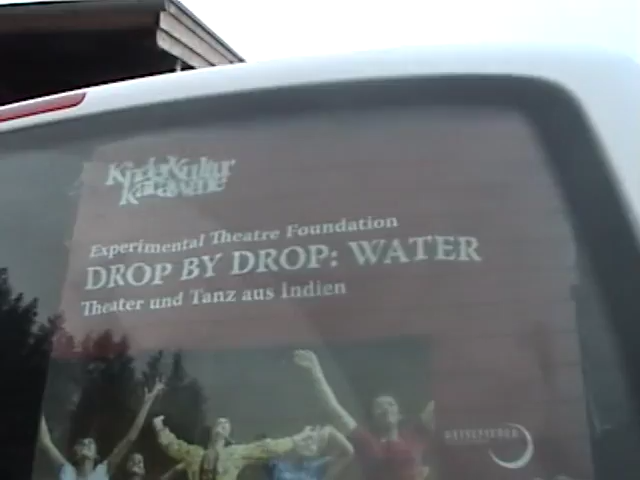 KinderKultur
Karawane
Experimental Theatre Foundation
DROP BY DROP: WATER
Theater und Tanz aus Indien